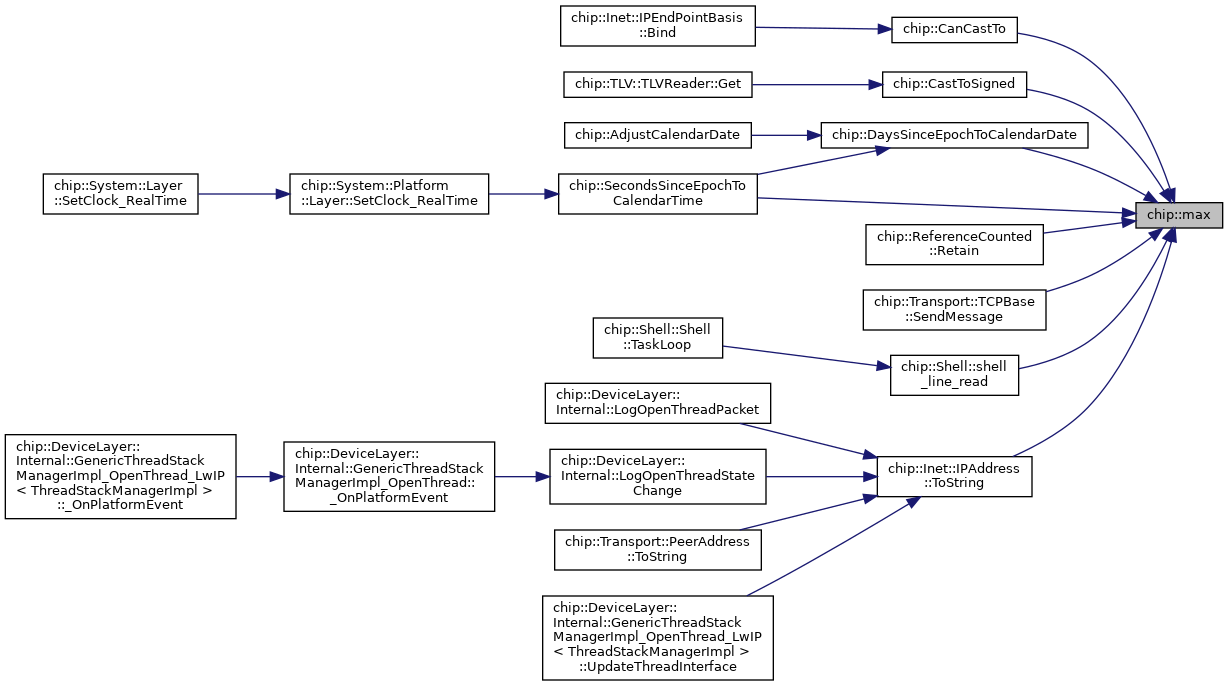 chip::Inet::IPEndPointBasis
::Bind
chip::CanCastTo
chip::TLV::TLVReader::Get
chip::CastToSigned
chip::AdjustCalendarDate
chip::DaysSinceEpochToCalendarDate
chip::System::Layer
::SetClock_RealTime
chip::System::Platform
::Layer::SetClock_RealTime
chip::SecondsSinceEpochTo
CalendarTime
chip::max
chip::ReferenceCounted
::Retain
chip::Transport::TCPBase
::SendMessage
chip::Shell::Shell
::TaskLoop
chip::Shell::shell
_line_read
chip::DeviceLayer::
Internal::LogOpenThreadPacket
chip::DeviceLayer::
Internal::GenericThreadStack
ManagerImpl_OpenThread_LwIP
< ThreadStackManagerImpl >
::_OnPlatformEvent
chip::DeviceLayer::
Internal::GenericThreadStack
ManagerImpl_OpenThread::
_OnPlatformEvent
chip::DeviceLayer::
Internal::LogOpenThreadState
Change
chip::Inet::IPAddress
::ToString
chip::Transport::PeerAddress
::ToString
chip::DeviceLayer::
Internal::GenericThreadStack
ManagerImpl_OpenThread_LwIP
< ThreadStackManagerImpl >
::UpdateThreadInterface